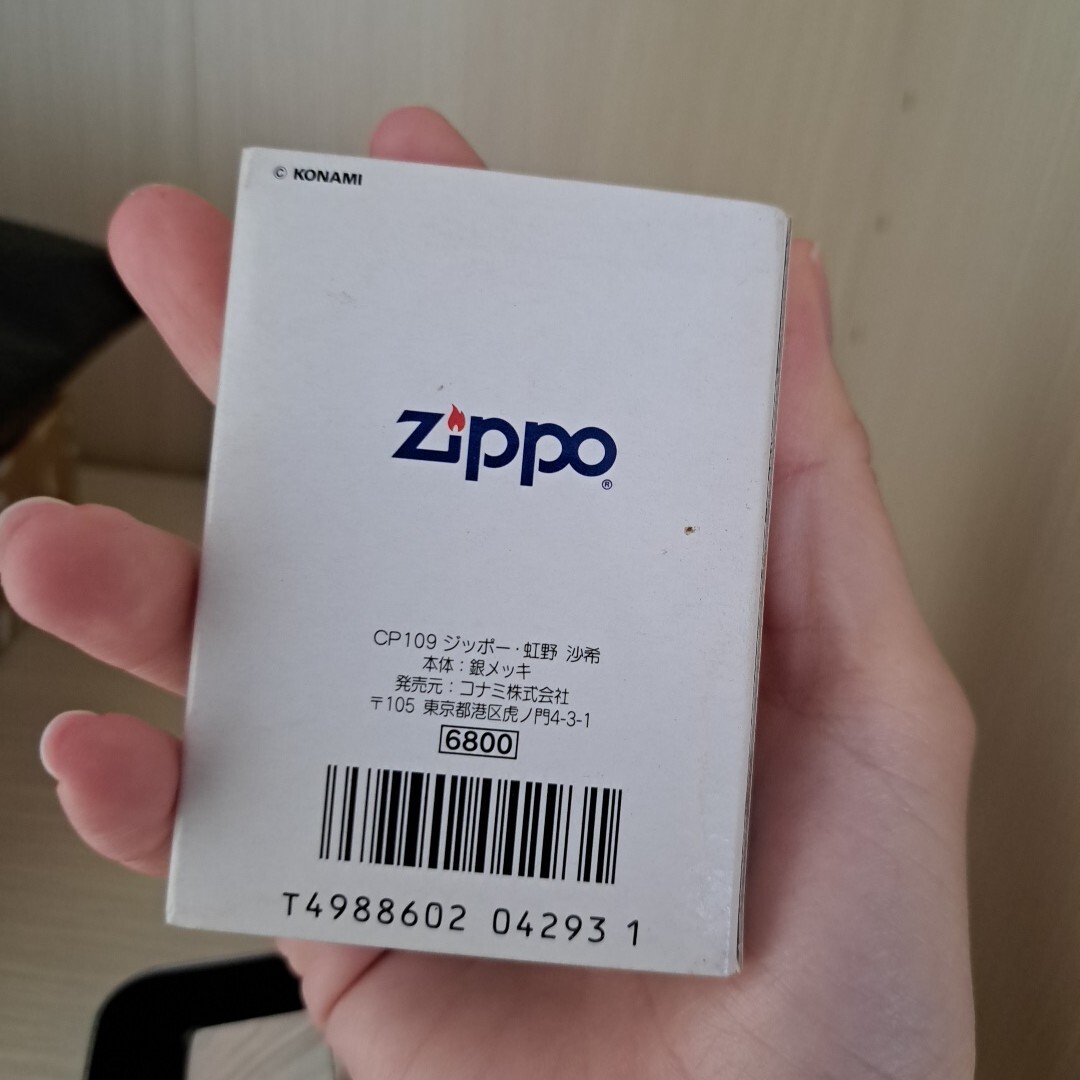 © KONAMI
Zippo®
CP109 ジッポー・虹野 沙希
本体：銀メッキ
発売元：コナミ株式会社
〒105 東京都港区虎ノ門4-3-1
6800
T4988602 04293 1